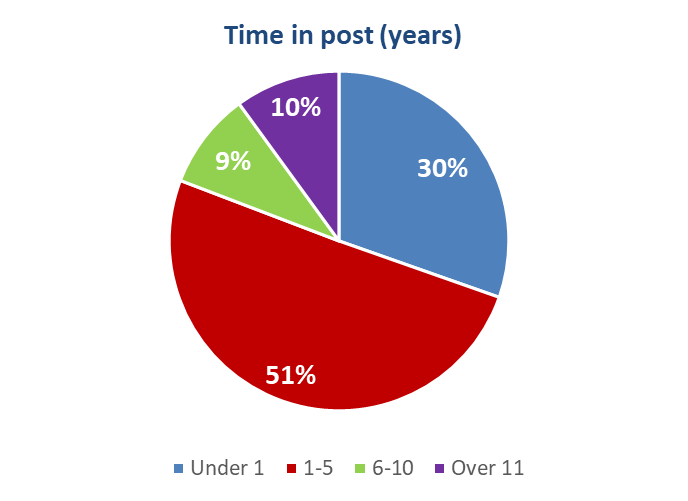 Time in post (years)
10%
9%
30%
51%
Under 1 1-5 6-10 Over 11